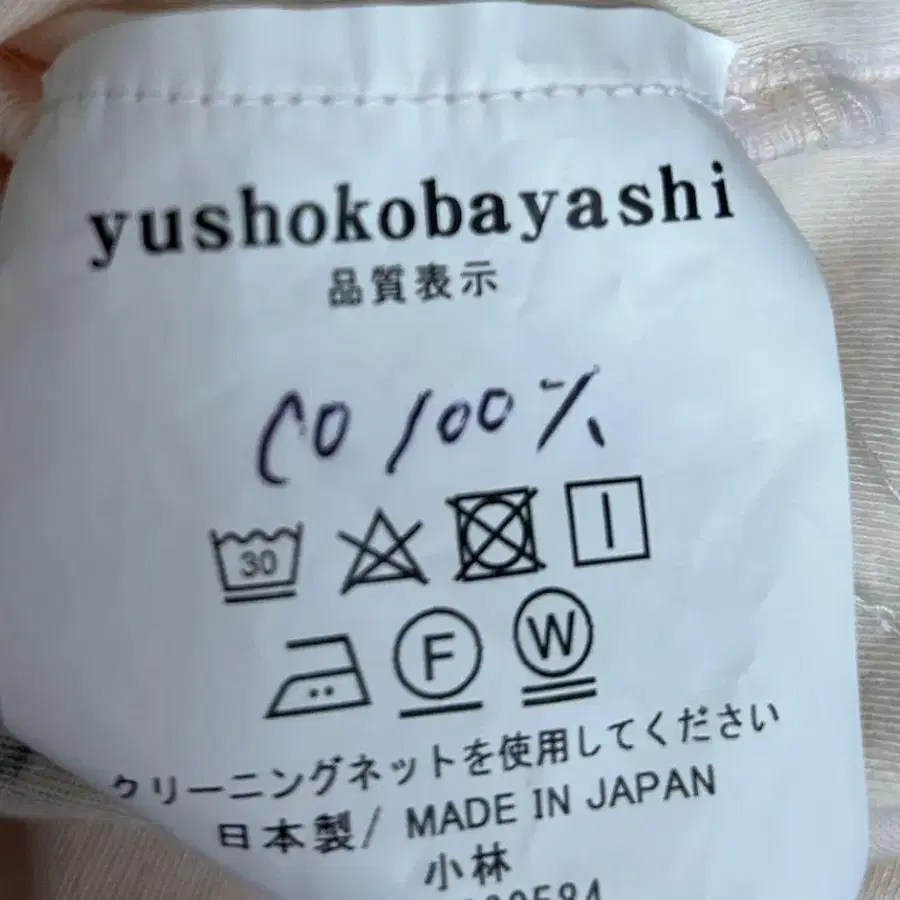 yushokobayashi
品質表示
CO 100%
30
F W
クリーニングネットを使用してください
日本製/ MADE IN JAPAN
小林